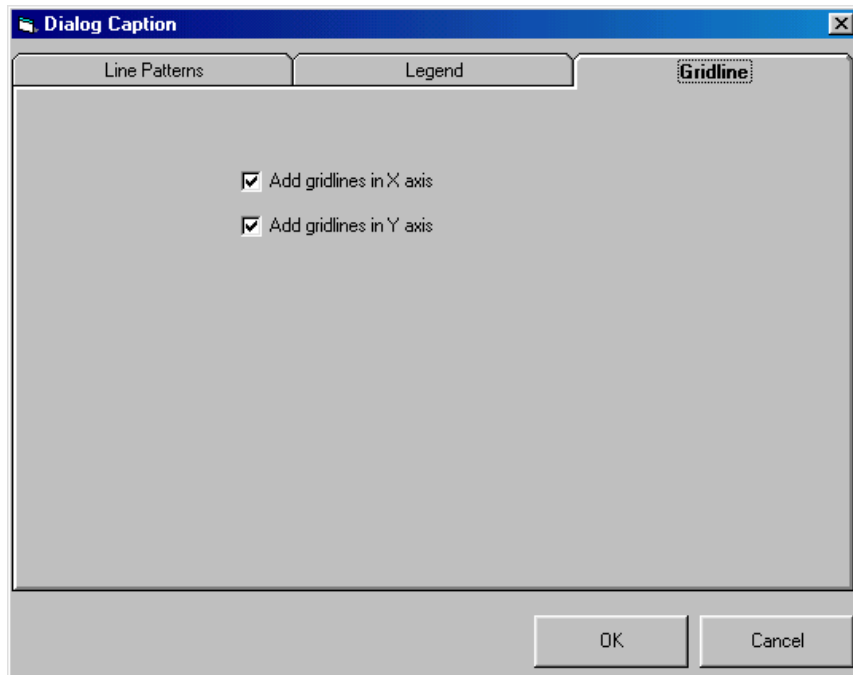 Dialog Caption
Line Patterns Legend Gridline
Add gridlines in X axis
Add gridlines in Y axis
OK Cancel